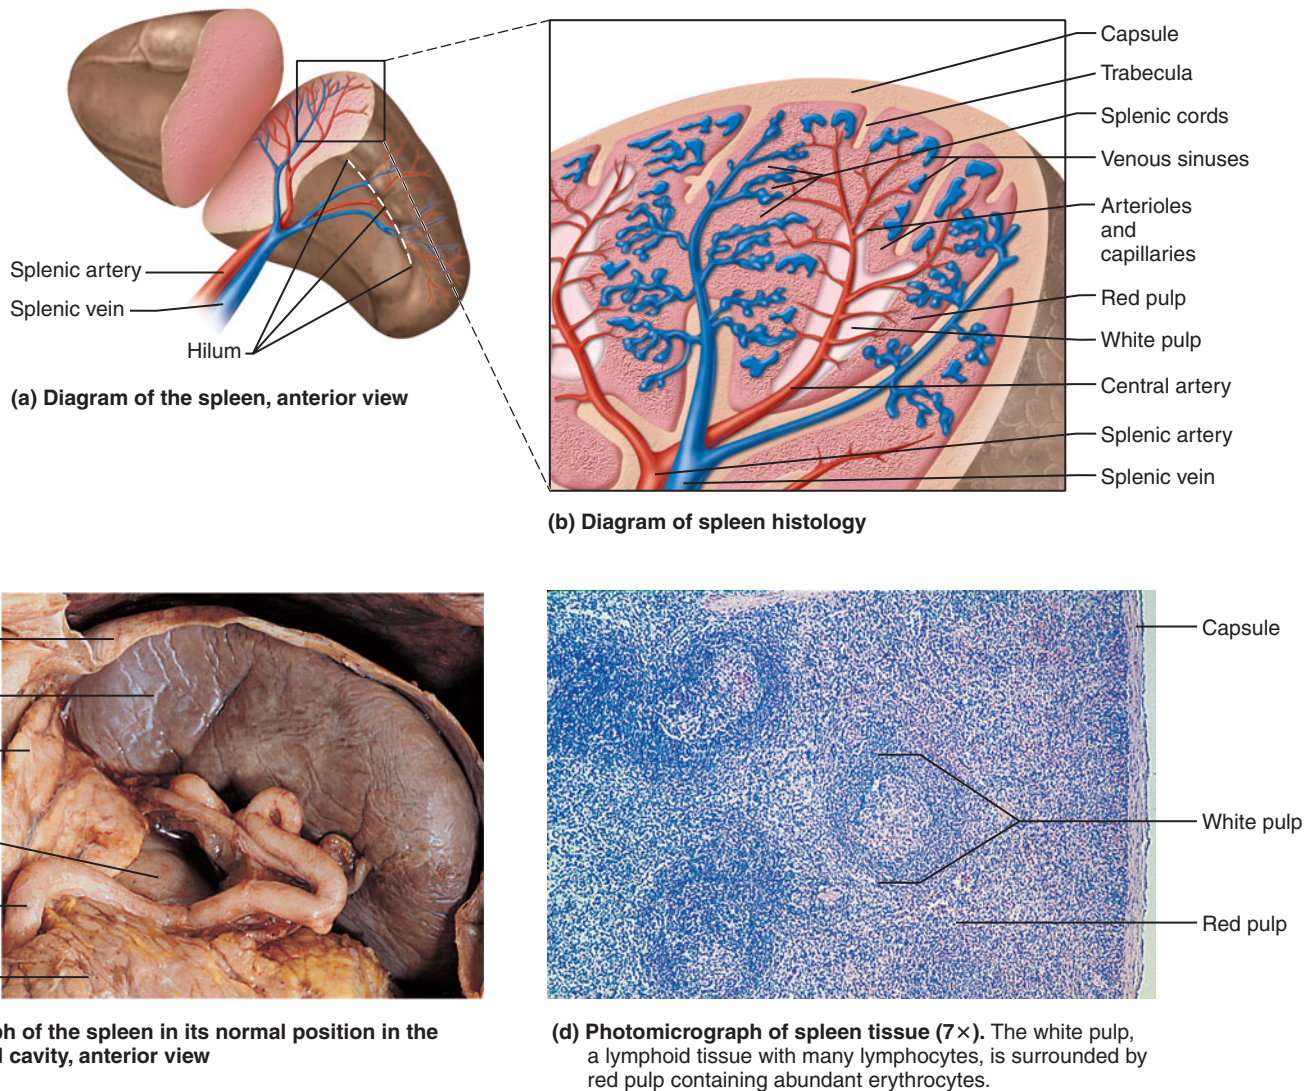 Splenic artery
Splenic vein
Hilum
(a) Diagram of the spleen, anterior view
Capsule
Trabecula
Splenic cords
Venous sinuses
Arterioles
and
capillaries
Red pulp
White pulp
Central artery
Splenic artery
Splenic vein
(b) Diagram of spleen histology
ph of the spleen in its normal position in the
l cavity, anterior view
Capsule
White pulp
Red pulp
(d) Photomicrograph of spleen tissue (7×). The white pulp,
a lymphoid tissue with many lymphocytes, is surrounded by
red pulp containing abundant erythrocytes.